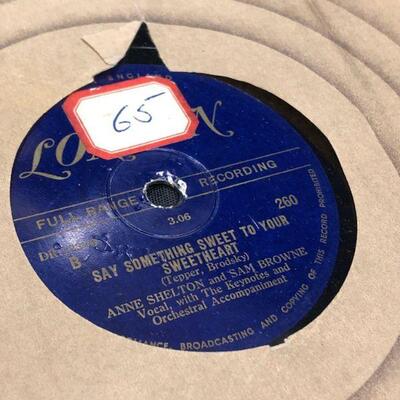 ENGLAND
65
FULL RANGE RECORDING
3.06
260
B
SAY SOMETHING SWEET TO YOUR
SWEETHEART
(Tepper, Brodsky)
ANNE SHELTON and SAM BROWNE
Vocal, with The Keynotes and
Orchestral Accompaniment
BROADCASTING AND COPYING OF THIS RECORD PROHIBITED